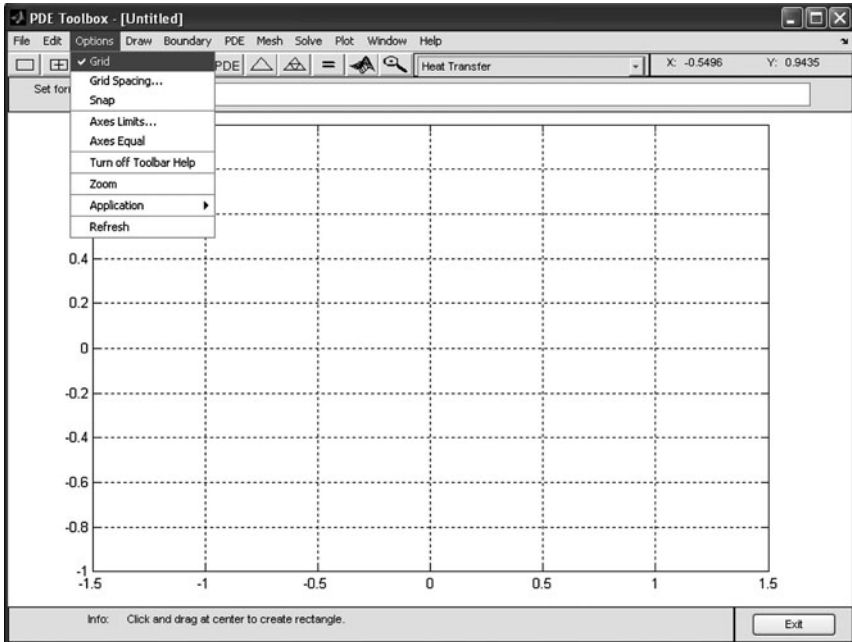 PDE Toolbox - [Untitled]
File Edit Options Draw Boundary PDE Mesh Solve Plot Window Help
PDE = Heat Transfer X: -0.5496 Y: 0.9435
Grid
Grid Spacing...
Snap
Axes Limits...
Axes Equal
Turn off Toolbar Help
Zoom
Application
Refresh
Set for
0.4
0.2
0
-0.2
-0.4
-0.6
-0.8
-1
-1.5 -1 -0.5 0 0.5 1 1.5
Info: Click and drag at center to create rectangle.
Exit